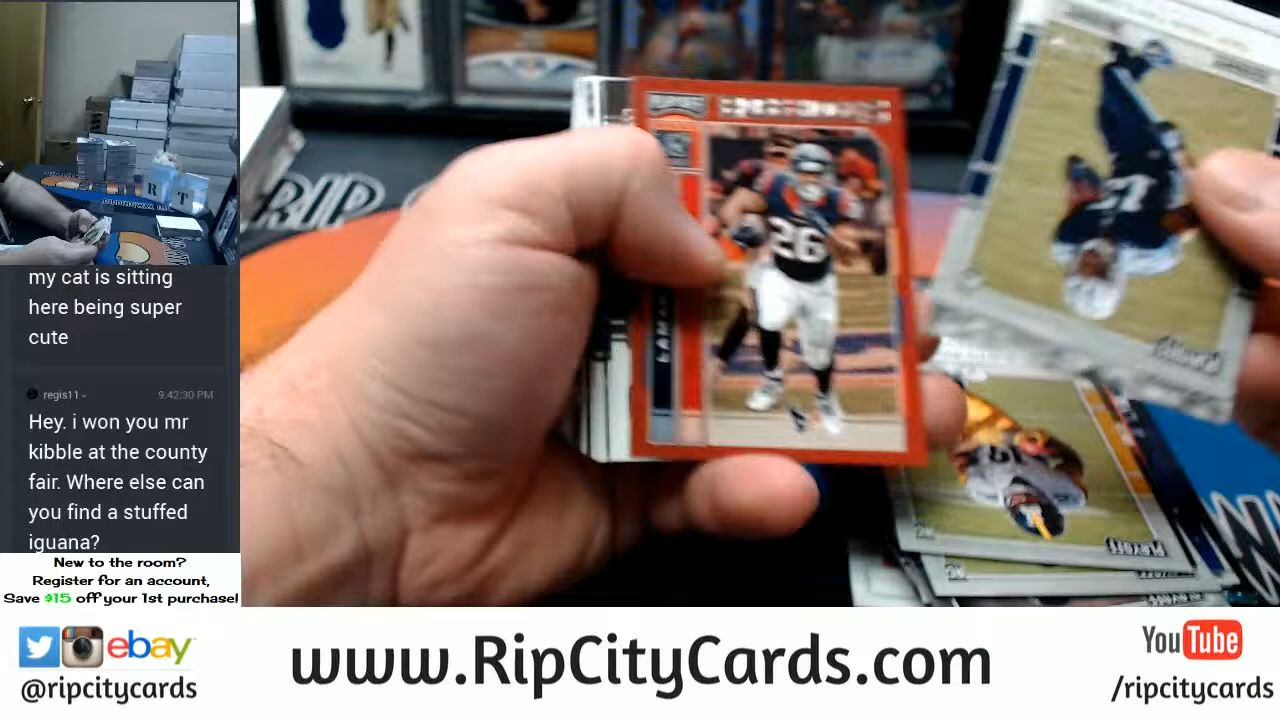 my cat is sitting
here being super
cute
regis11
9:42:30 PM
Hey. i won you mr
kibble at the county
fair. Where else can
you find a stuffed
iguana?
New to the room?
Register for an account,
Save $15 off your 1st purchase!
RIP
R
T
26
PLAYOFF
ebay
@ripcitycards
www.RipCityCards.com
YouTube
/ripcitycards